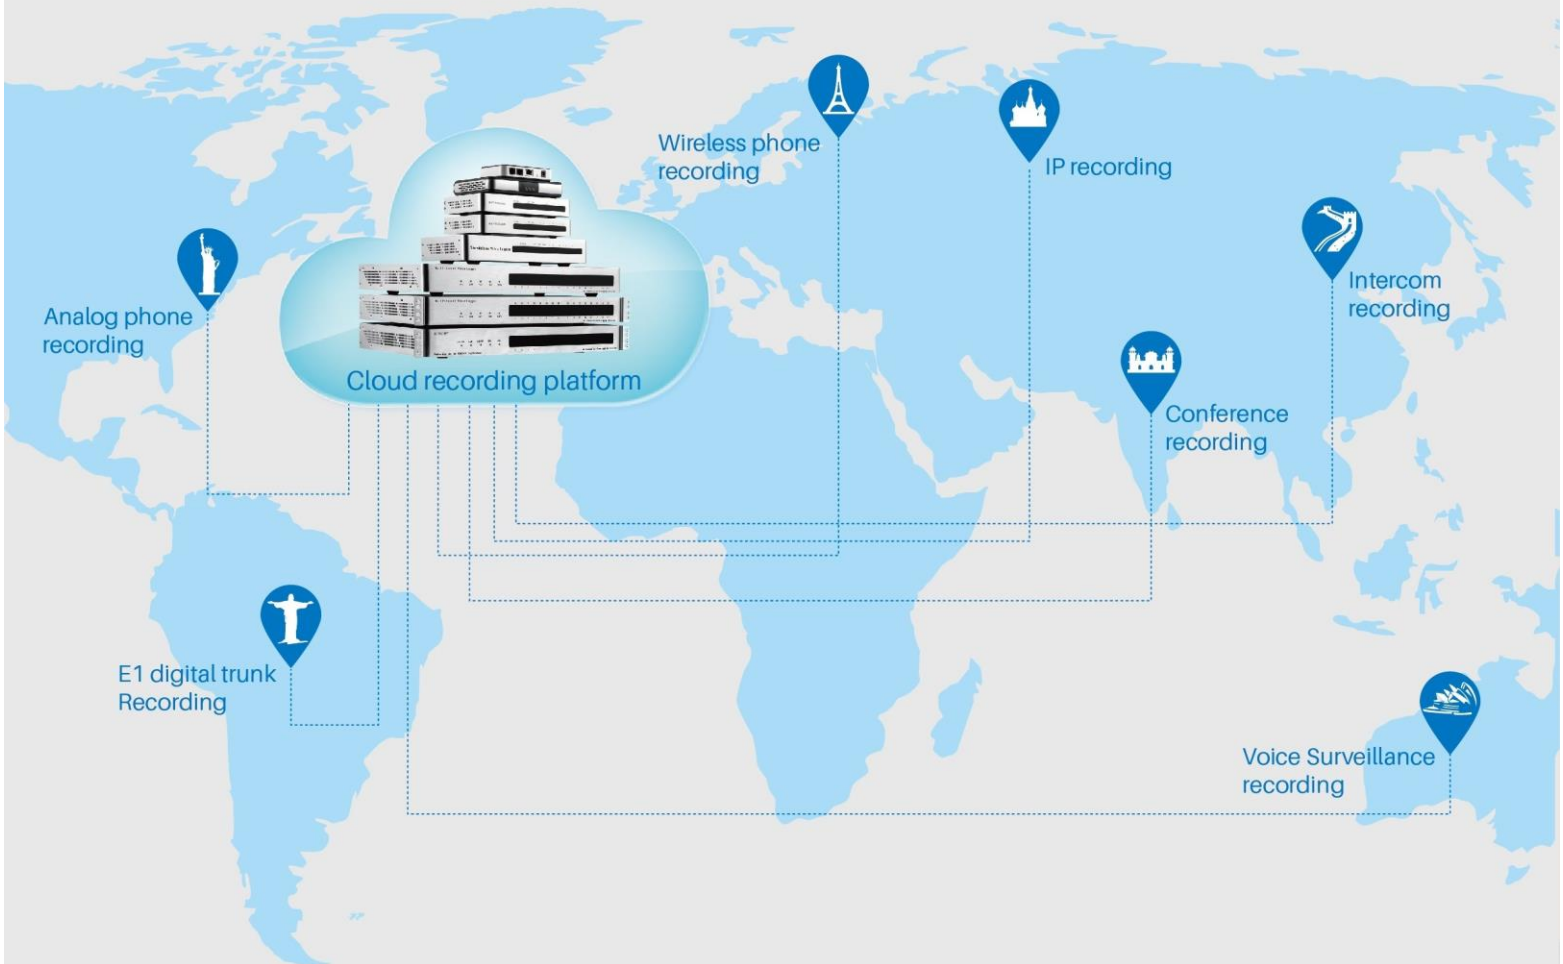 Wireless phone
recording
IP recording
Intercom
recording
Analog phone
recording
Cloud recording platform
Conference
recording
E1 digital trunk
Recording
Voice Surveillance
recording